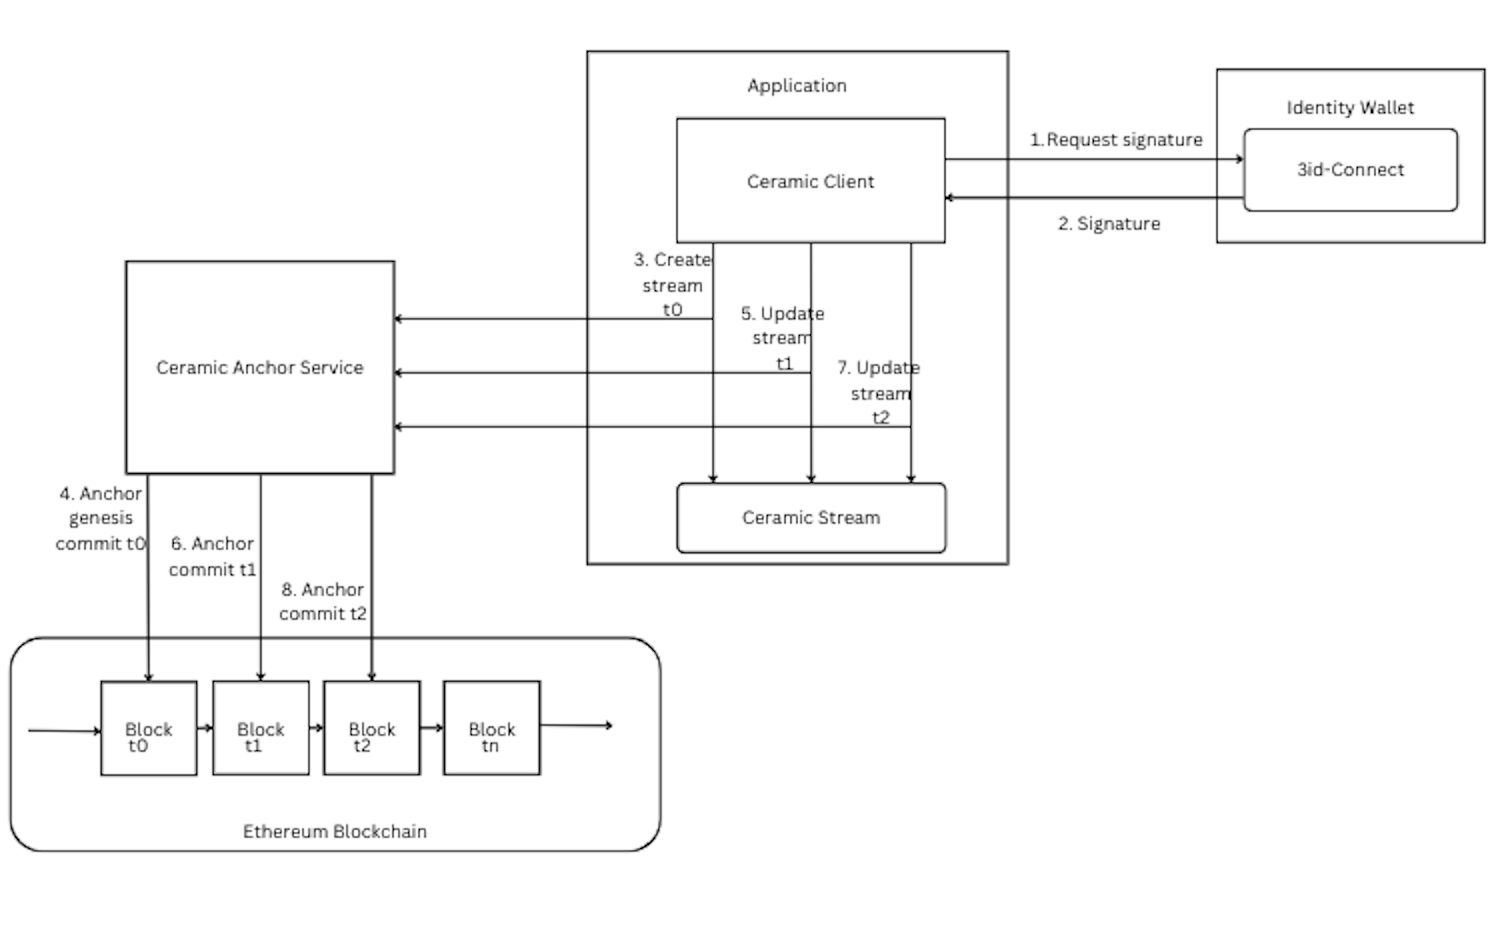 Application
Identity Wallet
1.Request signature
3id-Connect
Ceramic Client
2. Signature
3. Create
stream
t0
5. Update
stream
t1
7. Update
stream
t2
Ceramic Anchor Service
Ceramic Stream
4. Anchor
genesis
commit t0
6. Anchor
commit t1
8. Anchor
commit t2
Block
t0
Block
t1
Block
t2
Block
tn
Ethereum Blockchain